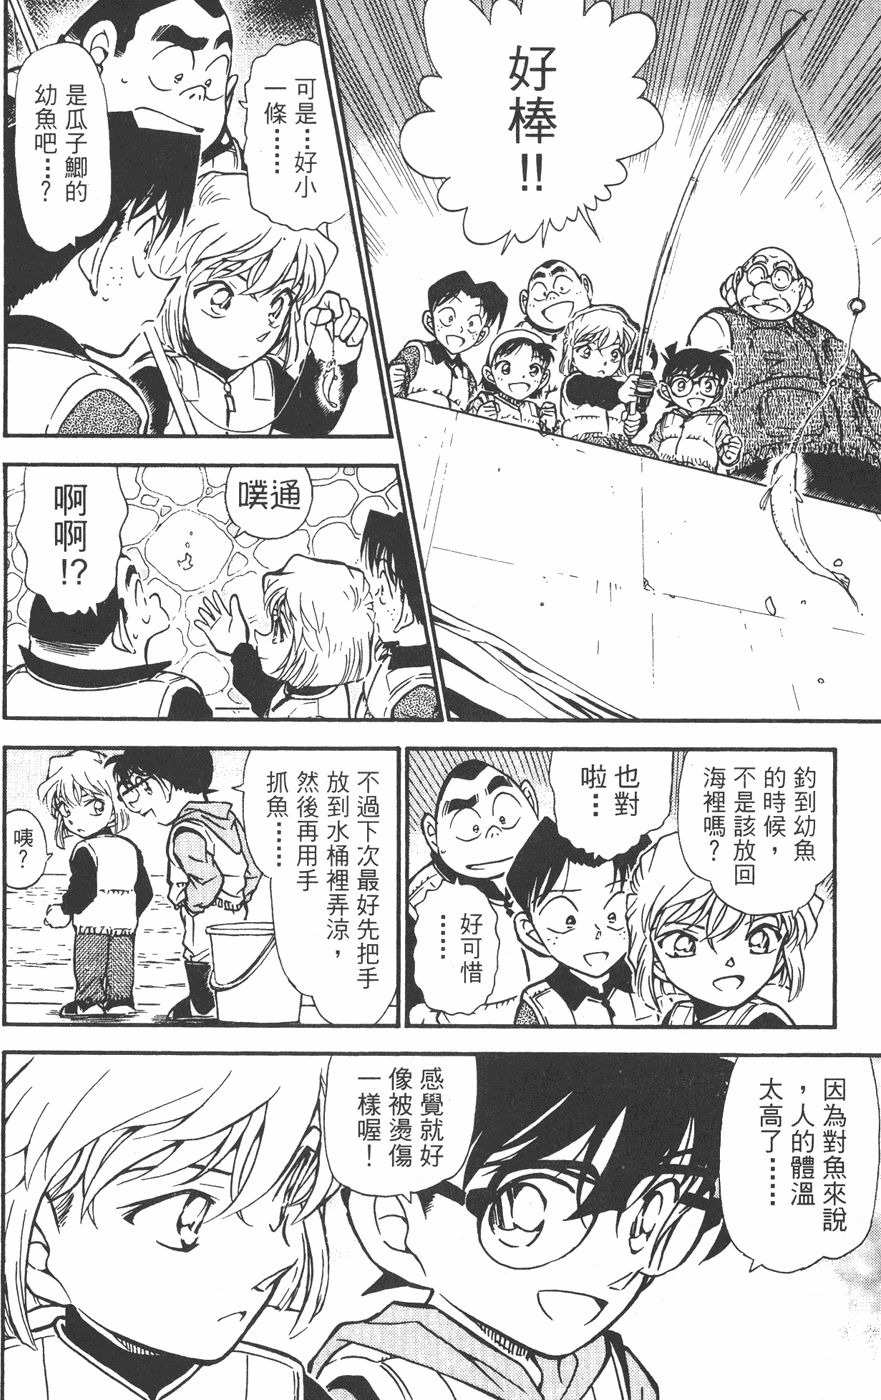 好棒!!
可是…好小
一條……
是瓜子鯽的
幼魚吧…?
噗通
啊啊!?
釣到幼魚
的時候，
不是該放回
海裡嗎?
也對
啦…
好可惜
……
不過下次最好先把手
放到水桶裡弄涼，
然後再用手
抓魚……
咦?
因為對魚來說
，人的體溫
太高了……
感覺就好
像被燙傷
一樣喔!